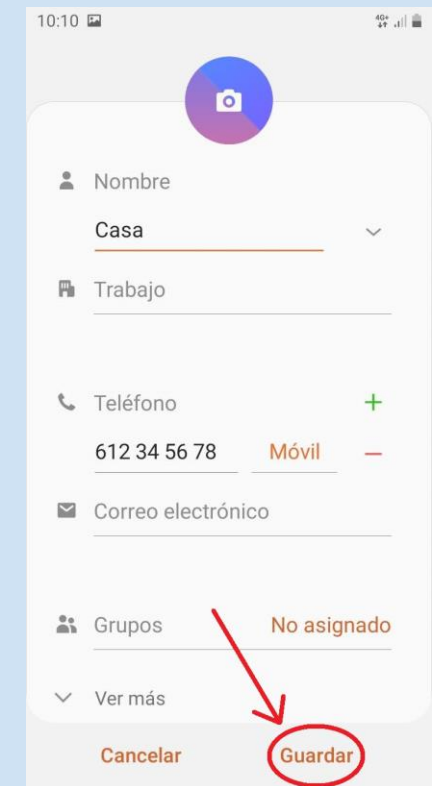 10:10
4G+
Nombre
Casa
Trabajo
Teléfono
612 34 56 78 Móvil
Correo electrónico
Grupos No asignado
Ver más
Cancelar Guardar